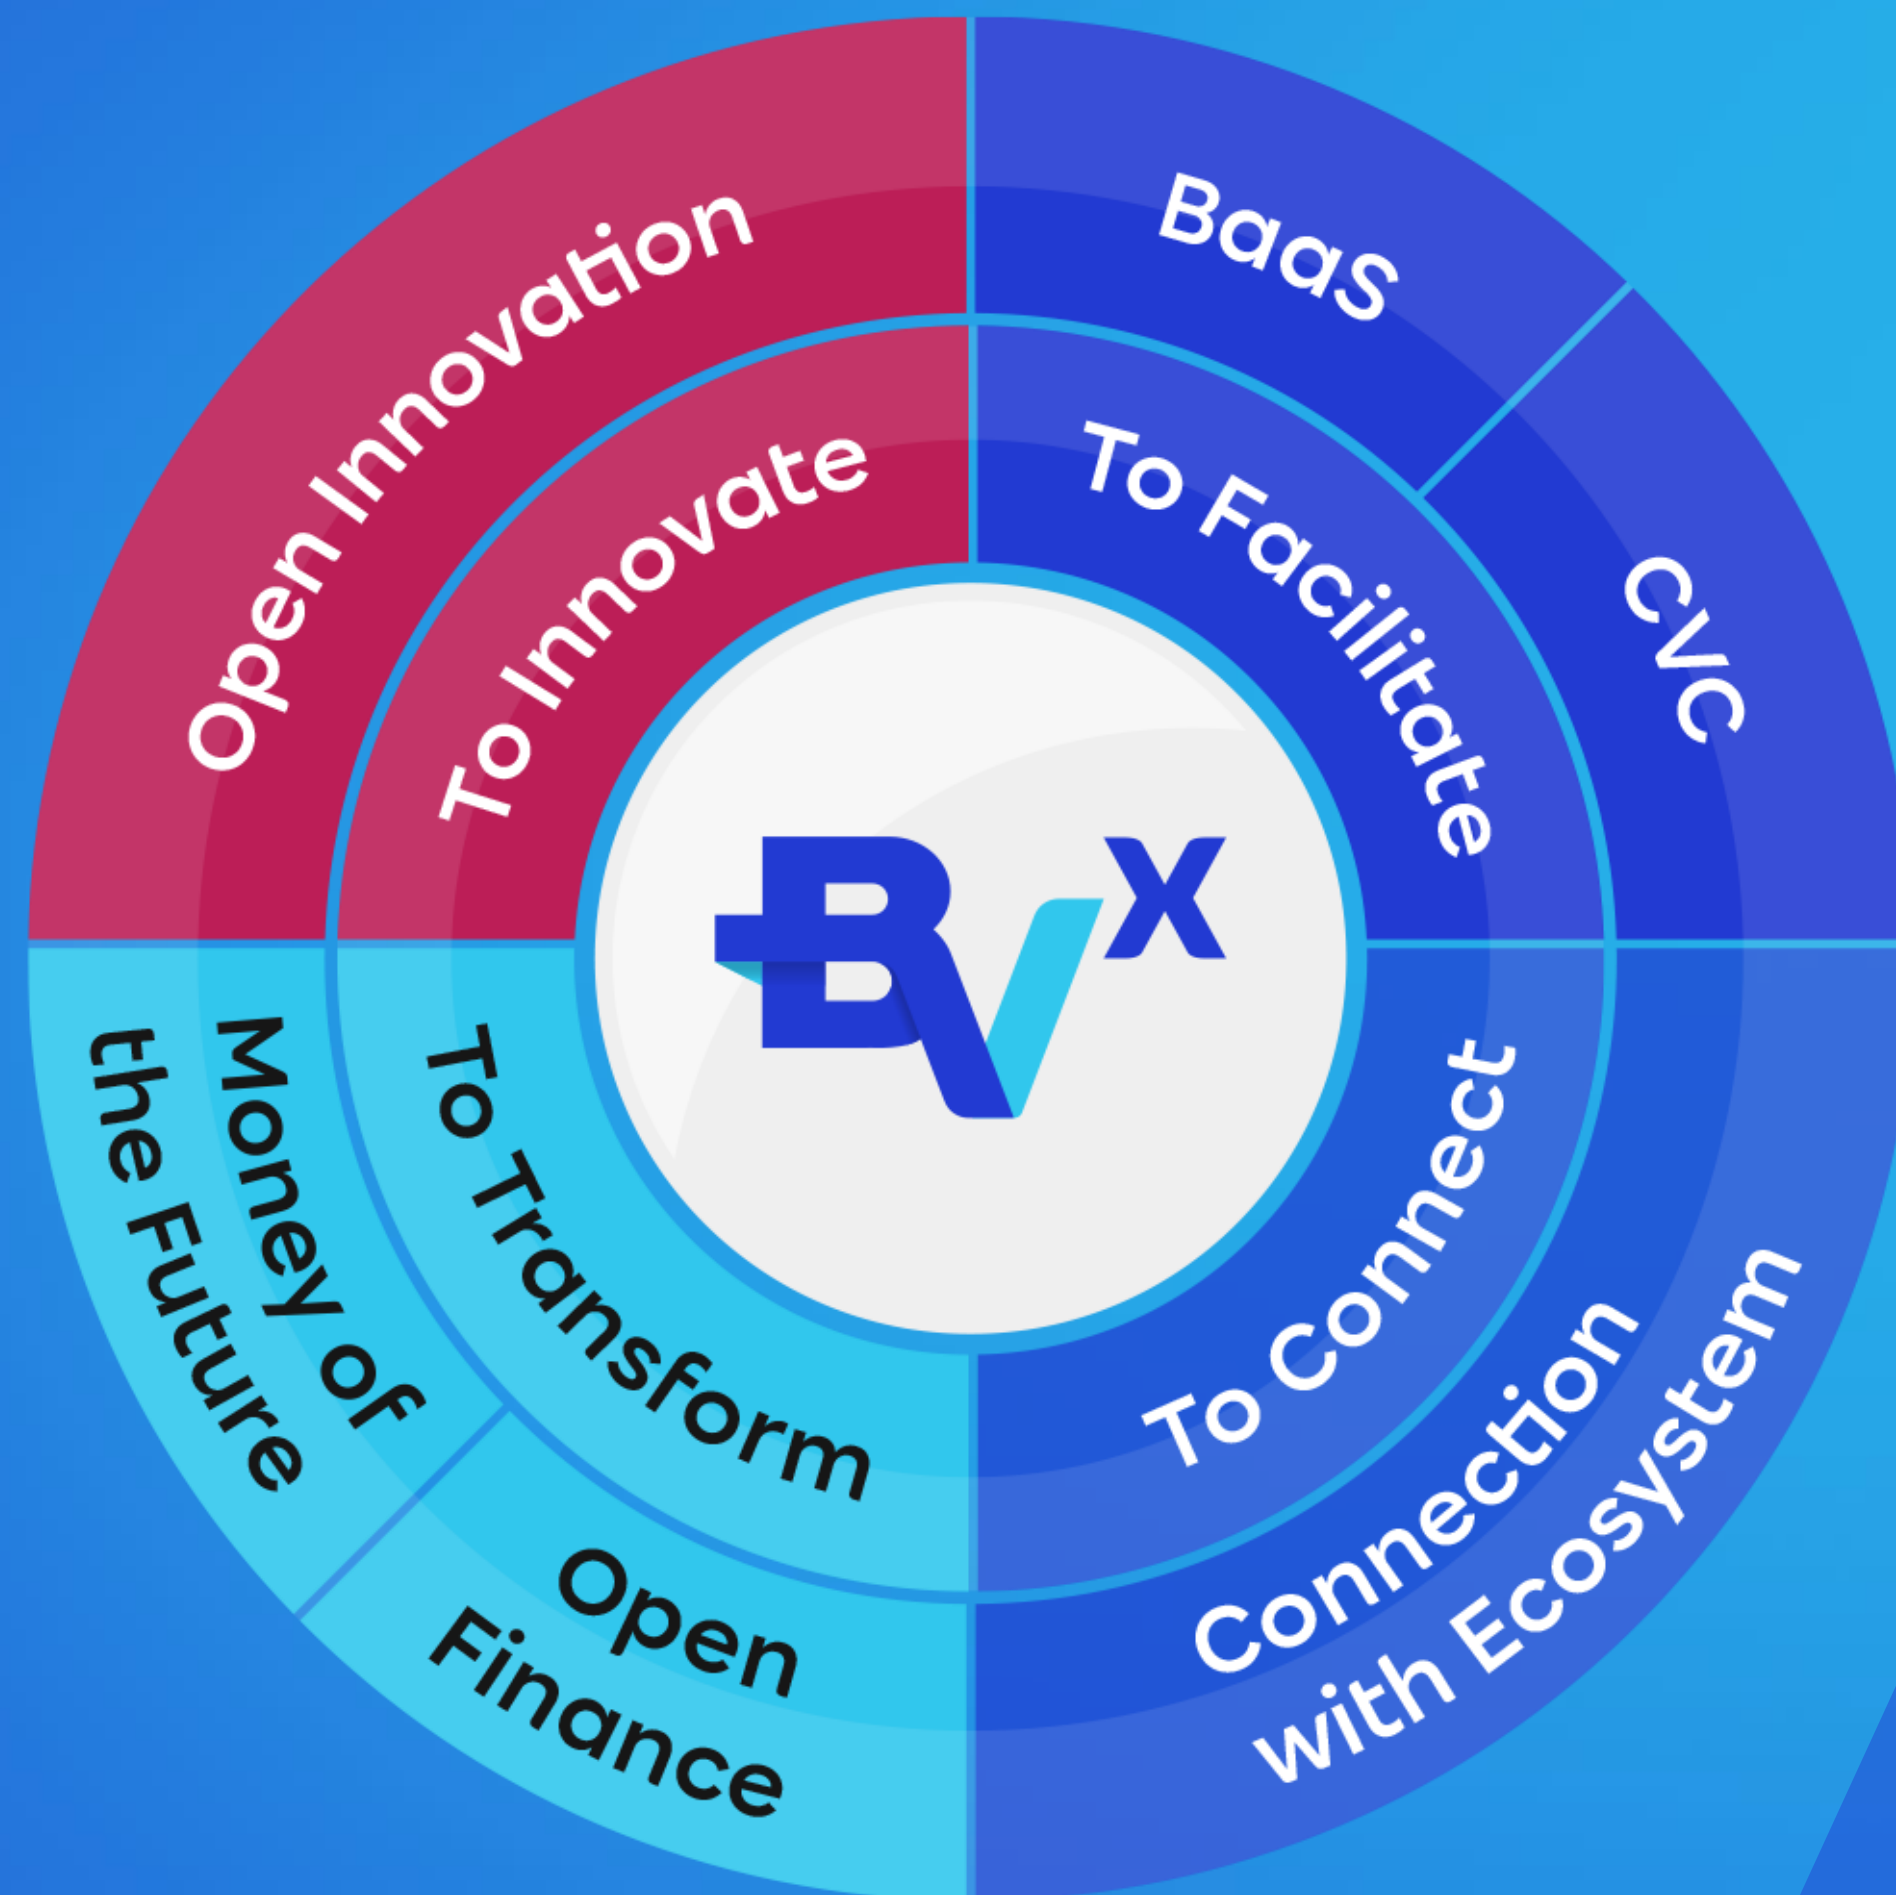 Open Innovation
To Innovate
BaaS
CVC
To Facilitate
BVx
To Transform
Money of
the Future
Open
Finance
To Connect
Connection
with Ecosystem